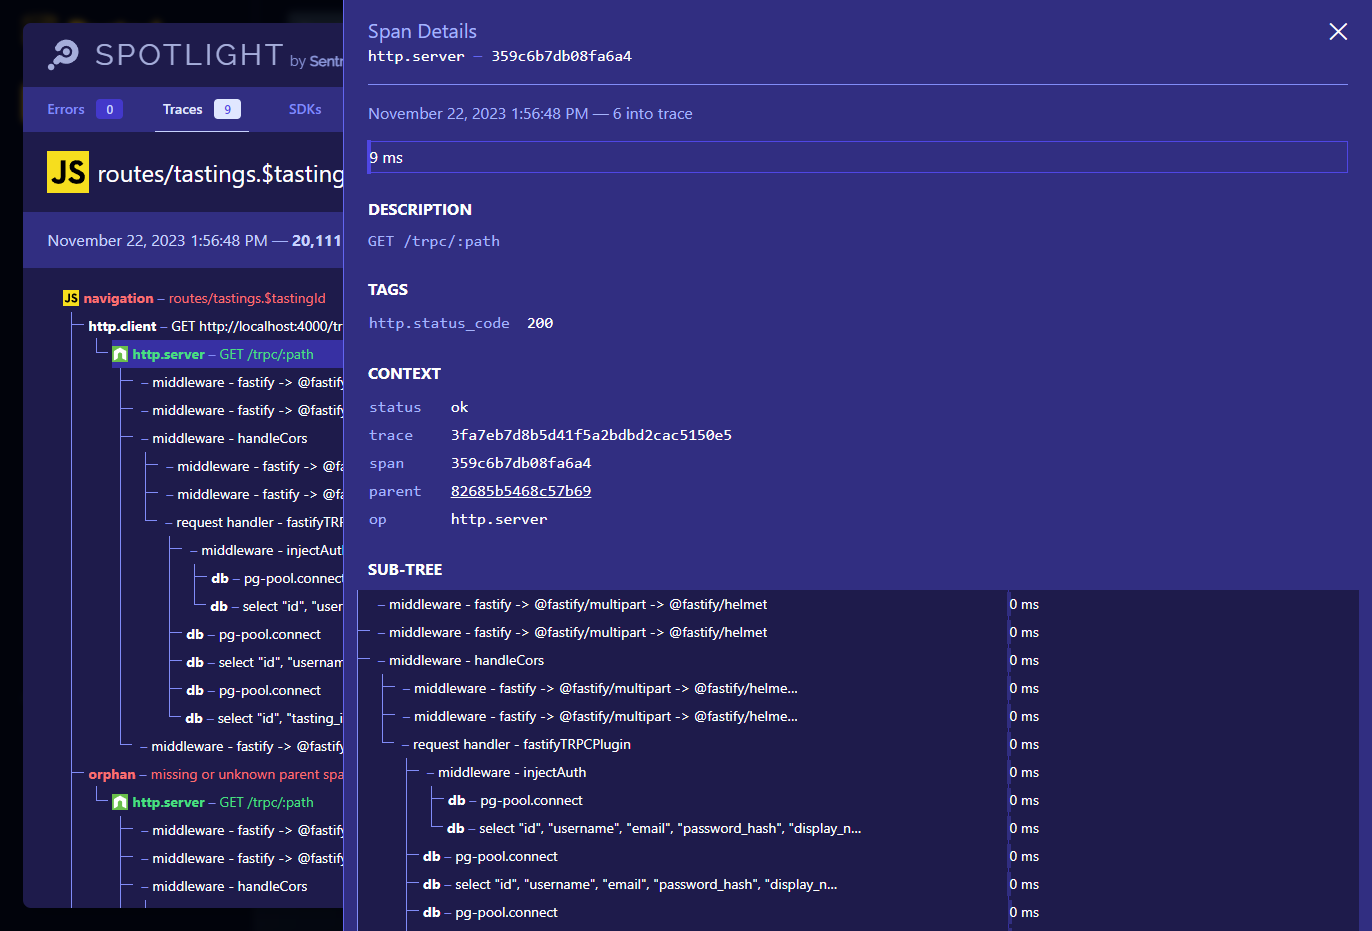 SPOTLIGHT by Sentr
Errors 0 Traces 9 SDKs
JS routes/tastings.$tasting
November 22, 2023 1:56:48 PM — 20,111
JS navigation – routes/tastings.$tastingId
http.client – GET http://localhost:4000/tr
http.server – GET /trpc/:path
– middleware - fastify -> @fastify
– middleware - fastify -> @fastify
– middleware - handleCors
– middleware - fastify -> @fa
– middleware - fastify -> @fa
– request handler - fastifyTRP
– middleware - injectAut
db – pg-pool.connect
db – select "id", "user
db – pg-pool.connect
db – select "id", "usernam
db – pg-pool.connect
db – select "id", "tasting_i
– middleware - fastify -> @fastify
orphan – missing or unknown parent spa
http.server – GET /trpc/:path
– middleware - fastify -> @fastify
– middleware - fastify -> @fastify
– middleware - handleCors
Span Details
http.server – 359c6b7db08fa6a4
November 22, 2023 1:56:48 PM — 6 into trace
9 ms
DESCRIPTION
GET /trpc/:path
TAGS
http.status_code 200
CONTEXT
status ok
trace 3fa7eb7d8b5d41f5a2bdbd2cac5150e5
span 359c6b7db08fa6a4
parent 82685b5468c57b69
op http.server
SUB-TREE
– middleware - fastify -> @fastify/multipart -> @fastify/helmet 0 ms
– middleware - fastify -> @fastify/multipart -> @fastify/helmet 0 ms
– middleware - handleCors 0 ms
– middleware - fastify -> @fastify/multipart -> @fastify/helme... 0 ms
– middleware - fastify -> @fastify/multipart -> @fastify/helme... 0 ms
– request handler - fastifyTRPCPlugin 0 ms
– middleware - injectAuth 0 ms
db – pg-pool.connect 0 ms
db – select "id", "username", "email", "password_hash", "display_n... 0 ms
db – pg-pool.connect 0 ms
db – select "id", "username", "email", "password_hash", "display_n... 0 ms
db – pg-pool.connect 0 ms